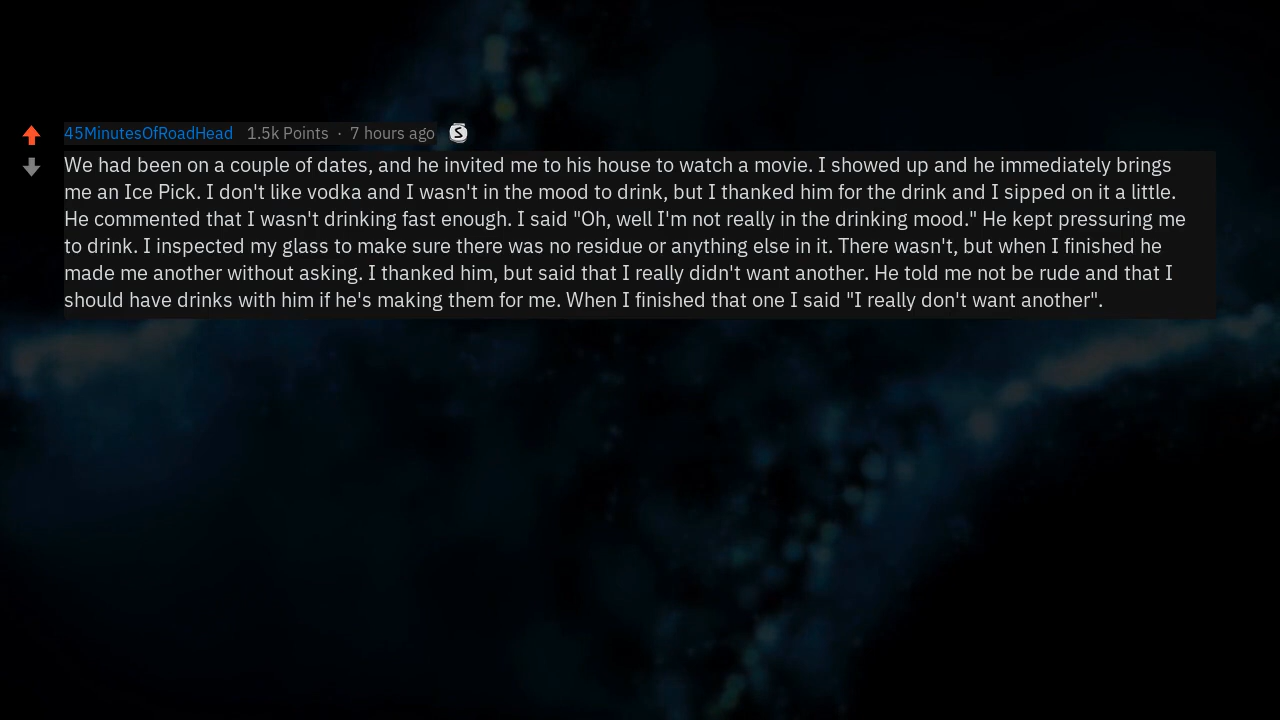 45MinutesOfRoadHead 1.5k Points · 7 hours ago S
We had been on a couple of dates, and he invited me to his house to watch a movie. I showed up and he immediately brings
me an Ice Pick. I don't like vodka and I wasn't in the mood to drink, but I thanked him for the drink and I sipped on it a little.
He commented that I wasn't drinking fast enough. I said "Oh, well I'm not really in the drinking mood." He kept pressuring me
to drink. I inspected my glass to make sure there was no residue or anything else in it. There wasn't, but when I finished he
made me another without asking. I thanked him, but said that I really didn't want another. He told me not be rude and that I
should have drinks with him if he's making them for me. When I finished that one I said "I really don't want another".